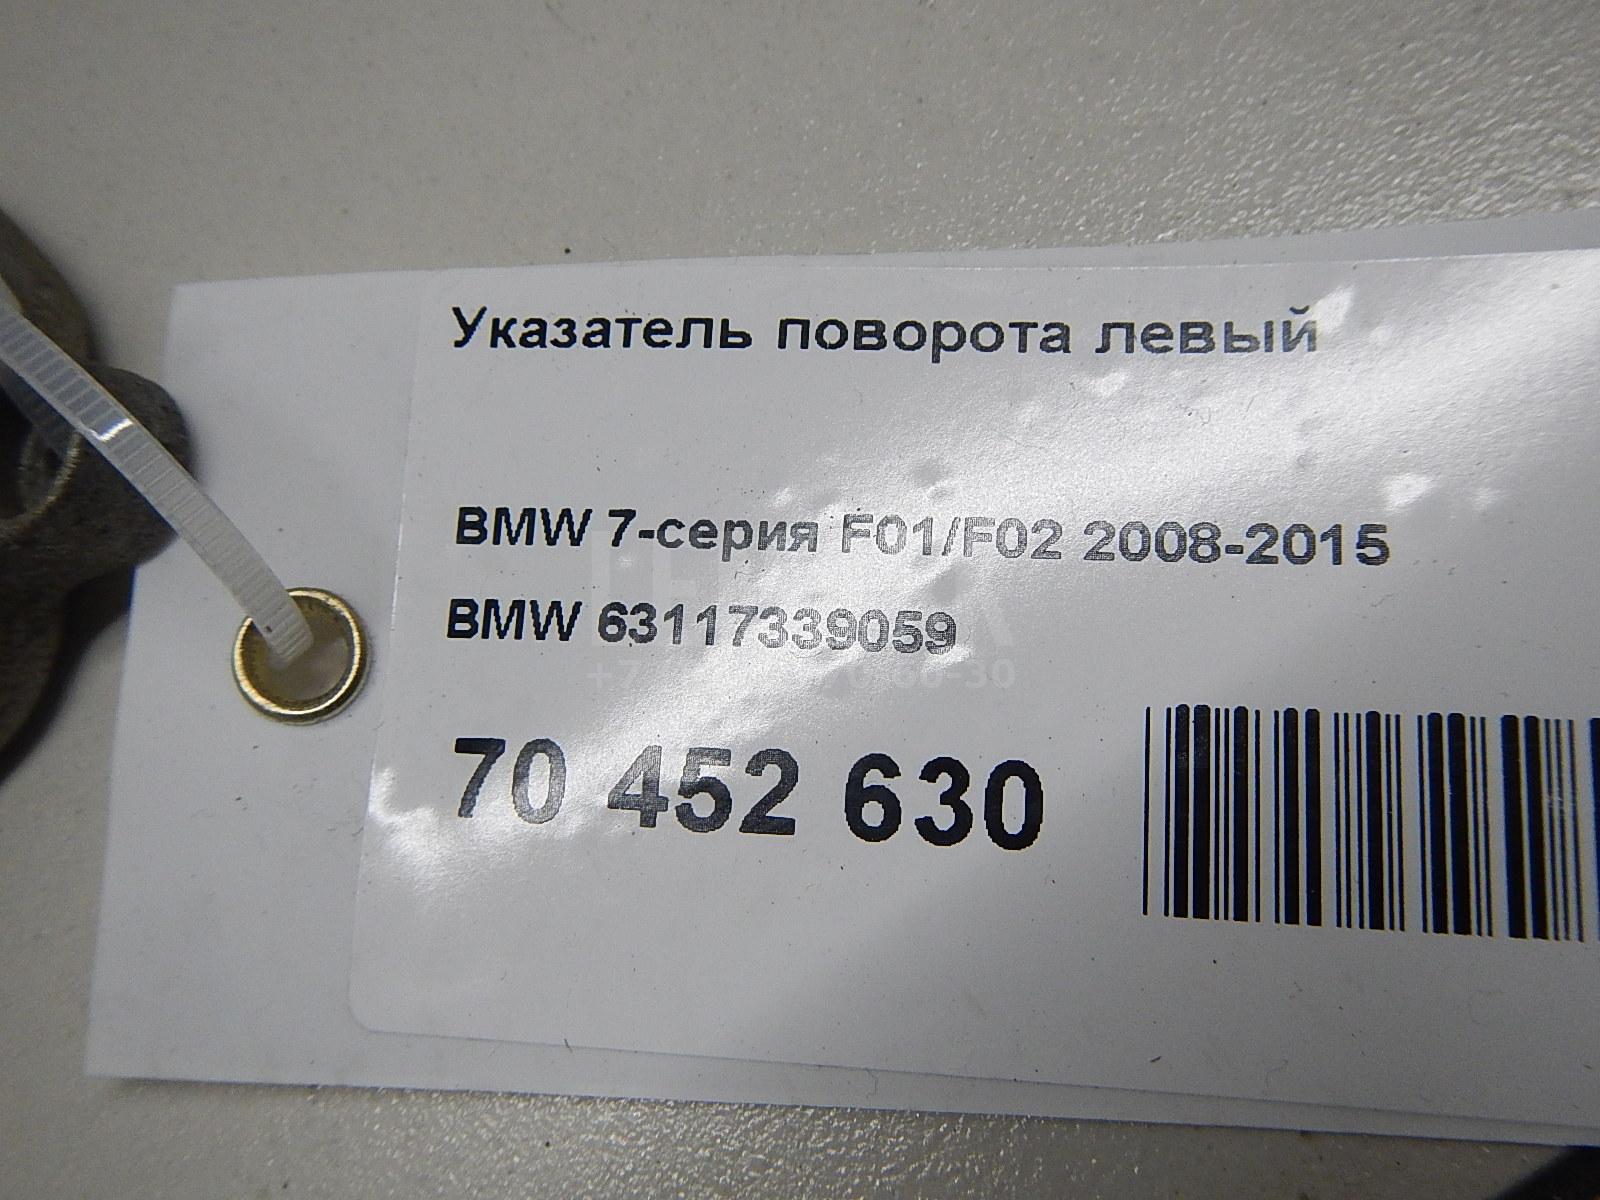 Указатель поворота левый
BMW 7-серия F01/F02 2008-2015
BMW 63117339059
70 452 630